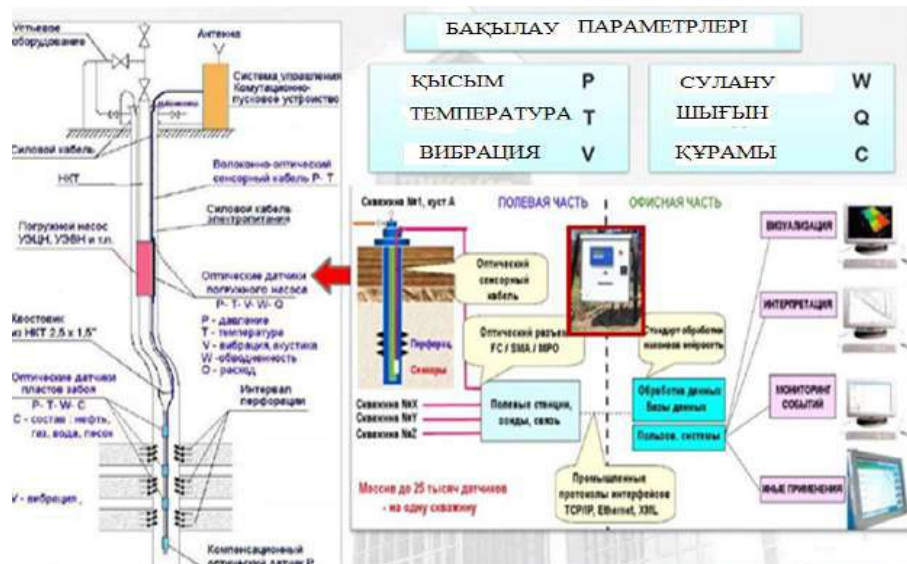 Устьевое
оборудование
Антенна
Система управления
Комутационно-
пусковое устройство
Силовой кабель
Волоконно-оптический
сенсорный кабель P- T
НКТ
Силовой кабель
электропитания
Погружной насос
УЭЦН, УЭВН и т.п.
Оптические датчики
погружного насоса
P- T- V- W- Q
P - давление
T - температура
V - вибрация, акустика
W - обводненность
Q - расход
Хвостовик
из НКТ 2,5 x 1,5"
Оптические датчики
пластов забоя
P- T- W- C
C - состав : нефть,
газ, вода, песок
Интервал
перфорации
V - вибрация ,
Компенсационный
оптический датчик P
БАҚЫЛАУ ПАРАМЕТРЛЕРІ
ҚЫСЫМ P
ТЕМПЕРАТУРА T
ВИБРАЦИЯ V
СУЛАНУ W
ШЫҒЫН Q
ҚҰРАМЫ C
Скважина №1, куст А
ПОЛЕВАЯ ЧАСТЬ
ОФИСНАЯ ЧАСТЬ
Оптический
сенсорный
кабель
Оптический разъем
FC / SMA / MPO
Перфорац.
Сенсоры
Скважина №X
Скважина №Y
Скважина №Z
Полевые станции,
зонды, связь
Массив до 25 тысяч датчиков
- на одну скважину
Стандарт обработки
Обработка данных
Базы данных
Пользов. системы
Промышленные
протоколы интерфейсов
TCP/IP, Ethernet, XML
ВИЗУАЛИЗАЦИЯ
ИНТЕРПРЕТАЦИЯ
МОНИТОРИНГ
СОБЫТИЙ
ИНЫЕ ПРИМЕНЕНИЯ